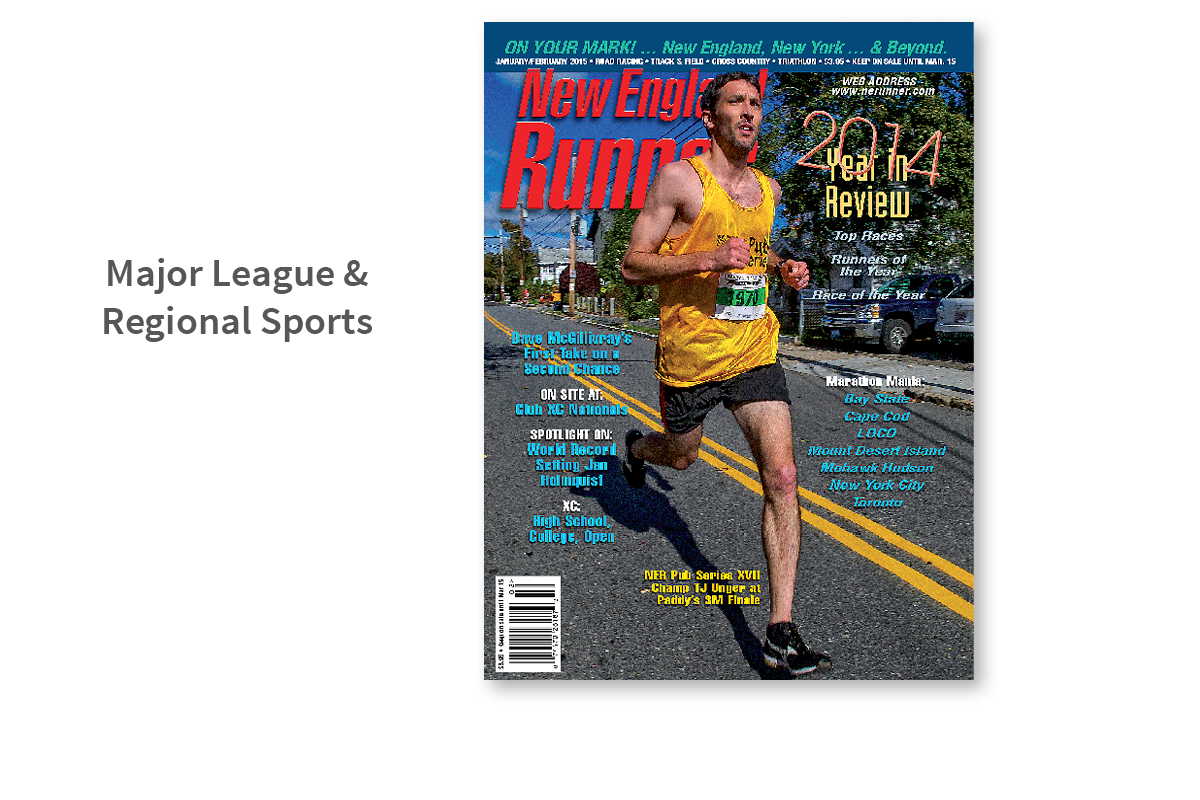 Major League &
Regional Sports
ON YOUR MARK! ... New England, New York ... & Beyond.
JANUARY/FEBRUARY 2015 • ROAD RACING • TRACK & FIELD • CROSS COUNTRY • TRIATHLON • $3.95 • KEEP ON SALE UNTIL MAR. 15
New England
Runner
WEB ADDRESS -
www.nerunner.com
2014
Year in
Review
Top Races
Runners of
the Year
Race of the Year
Dave McGillivray's
First Take on a
Second Chance
ON SITE AT:
Club XC Nationals
SPOTLIGHT ON:
World Record
Setting Jan
Holmquist
XC:
High School,
College, Open
Marathon Mania:
Bay State
Cape Cod
LOCO
Mount Desert Island
Mohawk Hudson
New York City
Toronto
NER Pub Series XVII
Champ TJ Unger at
Paddy's 3M Finale
Pub
971
02>